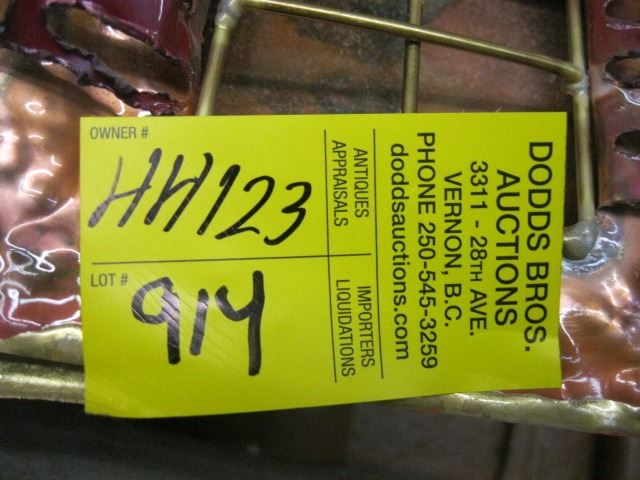 OWNER #
HH123
LOT #
914
ANTIQUES
APPRAISALS
IMPORTERS
LIQUIDATIONS
DODDS BROS.
AUCTIONS
3311 - 28TH AVE.
VERNON, B.C.
PHONE 250-545-3259
doddsauctions.com